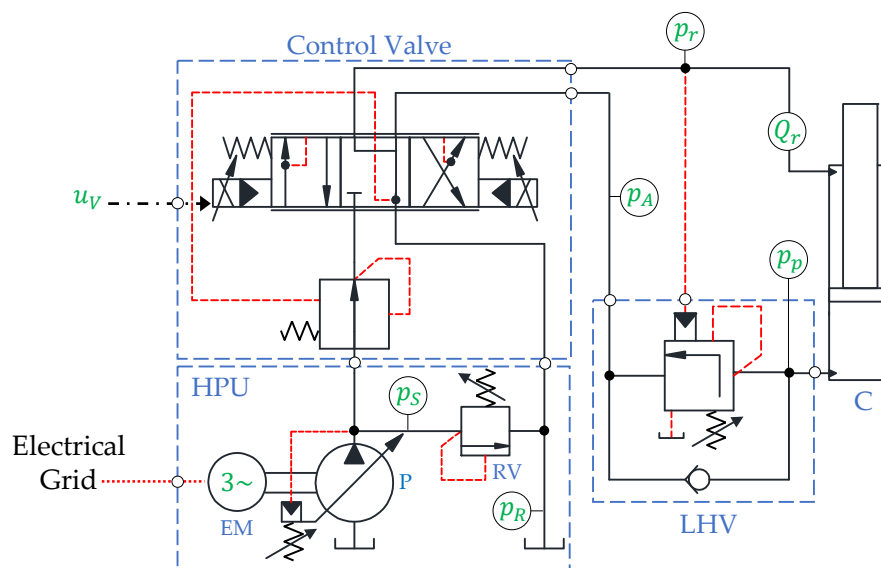 Control Valve
p_r
Q_r
u_V
p_A
p_p
HPU
p_S
C
Electrical
Grid
3~
P
RV
p_R
EM
LHV